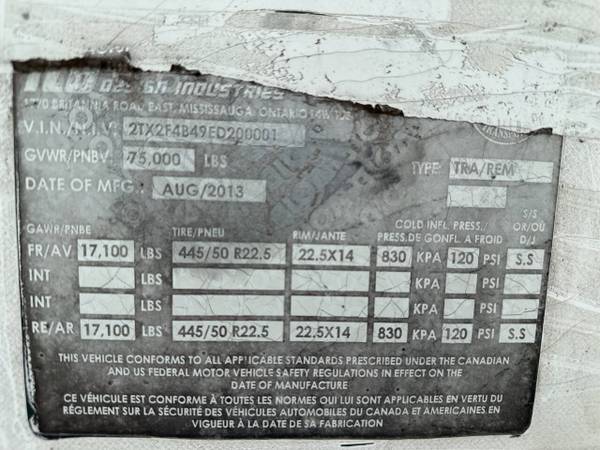 DESIGN INDUSTRIES
BRITANNIA ROAD EAST, MISSISSAUGA ONTARIO
V.I.N./N.I.V. 2TX2F4B49ED200001
GVWR/PNBV 75,000 LBS TYPE: TRA/REM
DATE OF MFG.: AUG/2013
GAWR/PNBE TIRE/PNEU RIM/JANTE COLD INFL. PRESS./ PRESS.DE GONFL. A FROID S/S OR/OU D/J
FR/AV 17,100 LBS 445/50 R22.5 22.5X14 830 KPA 120 PSI S.S
INT LBS KPA PSI
INT LBS KPA PSI
RE/AR 17,100 LBS 445/50 R22.5 22.5X14 830 KPA 120 PSI S.S
THIS VEHICLE CONFORMS TO ALL APPLICABLE STANDARDS PRESCRIBED UNDER THE CANADIAN
AND US FEDERAL MOTOR VEHICLE SAFETY REGULATIONS IN EFFECT ON THE
DATE OF MANUFACTURE
CE VÉHICULE EST CONFORME À TOUTES LES NORMES QUI LUI SONT APPLICABLES EN VERTU DU
RÉGLEMENT SUR LA SÉCURITÉ DES VÉHICULES AUTOMOBILES DU CANADA ET AMERICAINES.EN
VIGUEUR À LA DATE DE SA FABRICATION